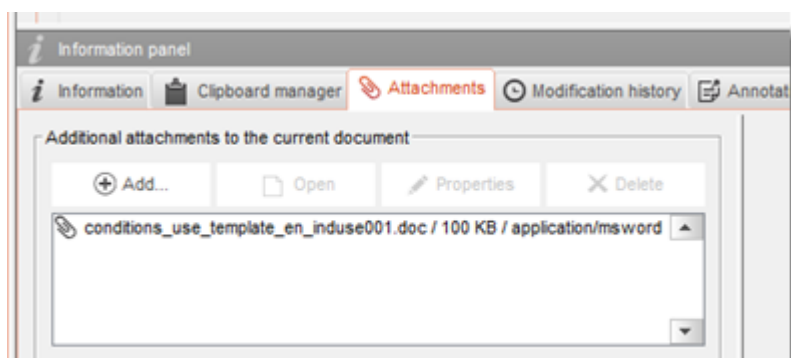 Information panel
Information Clipboard manager Attachments Modification history Annotat
Additional attachments to the current document
Add... Open Properties Delete
conditions_use_template_en_induse001.doc / 100 KB / application/msword